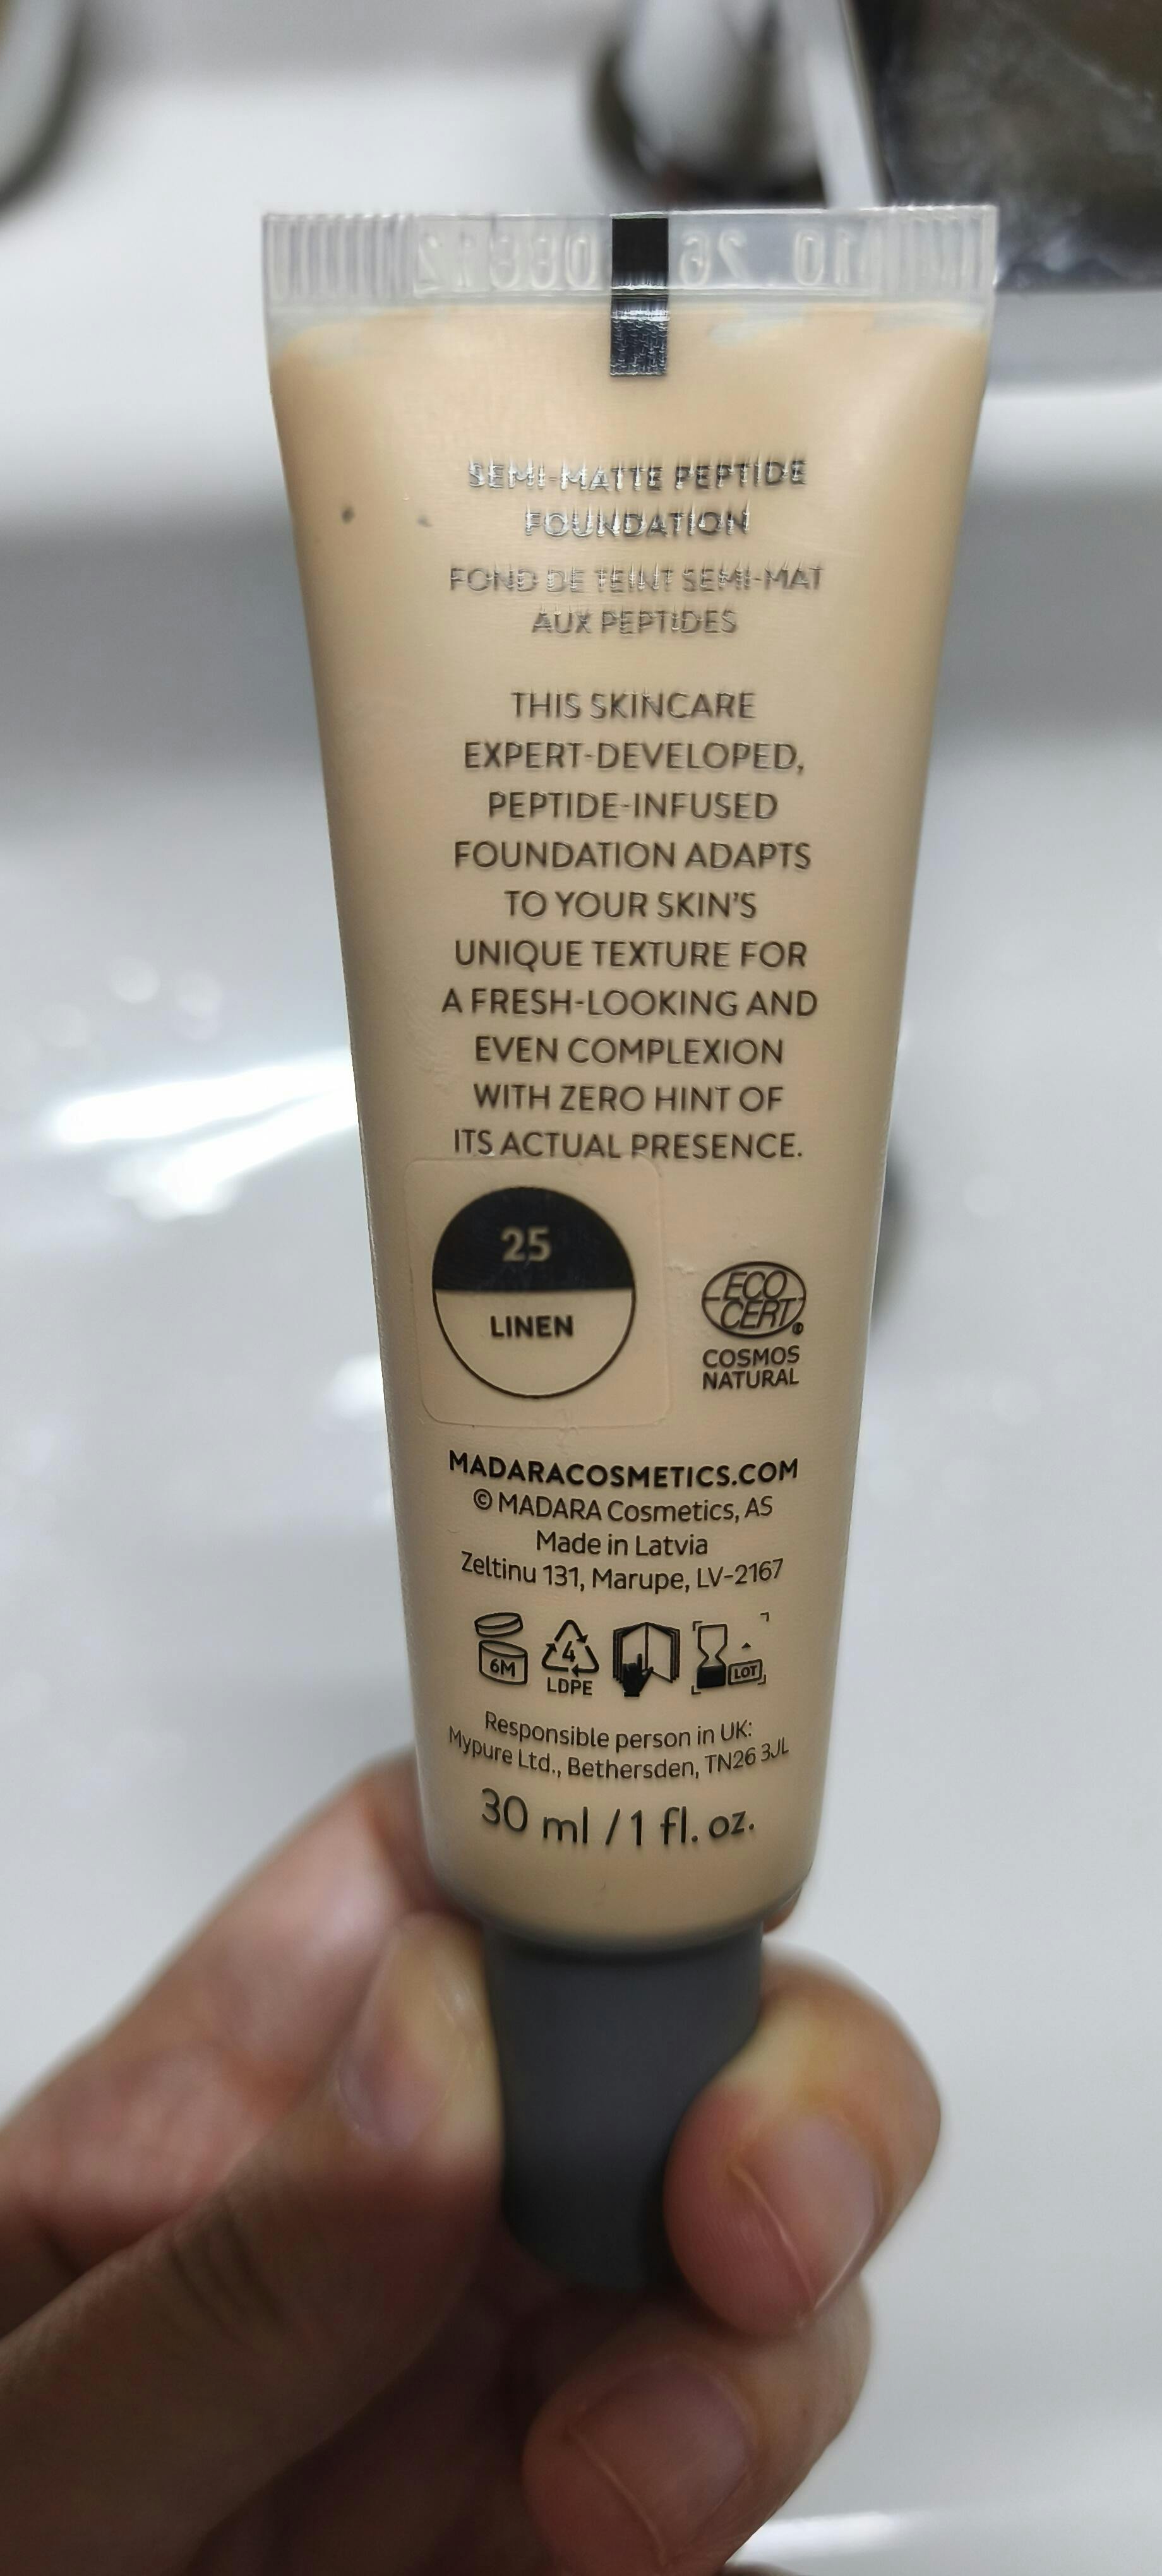 SEMI-MATTE PEPTIDE
FOUNDATION
FOND DE TEINT SEMI-MAT
AUX PEPTIDES
THIS SKINCARE
EXPERT-DEVELOPED,
PEPTIDE-INFUSED
FOUNDATION ADAPTS
TO YOUR SKIN'S
UNIQUE TEXTURE FOR
A FRESH-LOOKING AND
EVEN COMPLEXION
WITH ZERO HINT OF
ITS ACTUAL PRESENCE.
25
LINEN
ECO
CERT®
COSMOS
NATURAL
MADARACOSMETICS.COM
© MADARA Cosmetics, AS
Made in Latvia
Zeltinu 131, Marupe, LV-2167
6M
4
LDPE
LOT
Responsible person in UK:
Mypure Ltd., Bethersden, TN26 3JL
30 ml / 1 fl. oz.